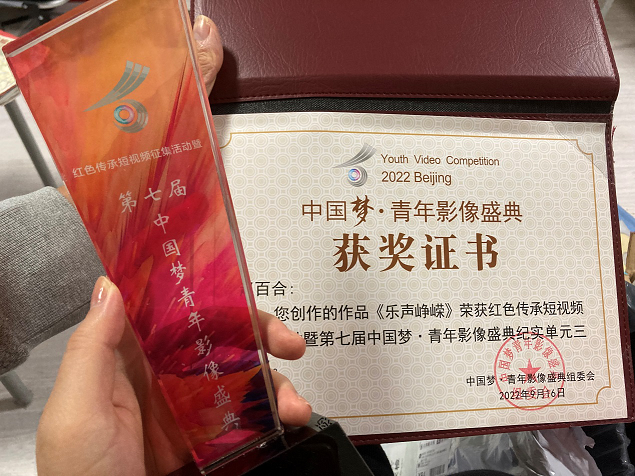 红色传承短视频征集活动暨
第七届
中国梦青年影像盛典
Youth Video Competition
2022 Beijing
中国梦·青年影像盛典
获奖证书
百合：
您创作的作品《乐声峥嵘》荣获红色传承短视频
暨第七届中国梦·青年影像盛典纪实单元三
中国梦·青年影像盛典组委会
2022年9月16日